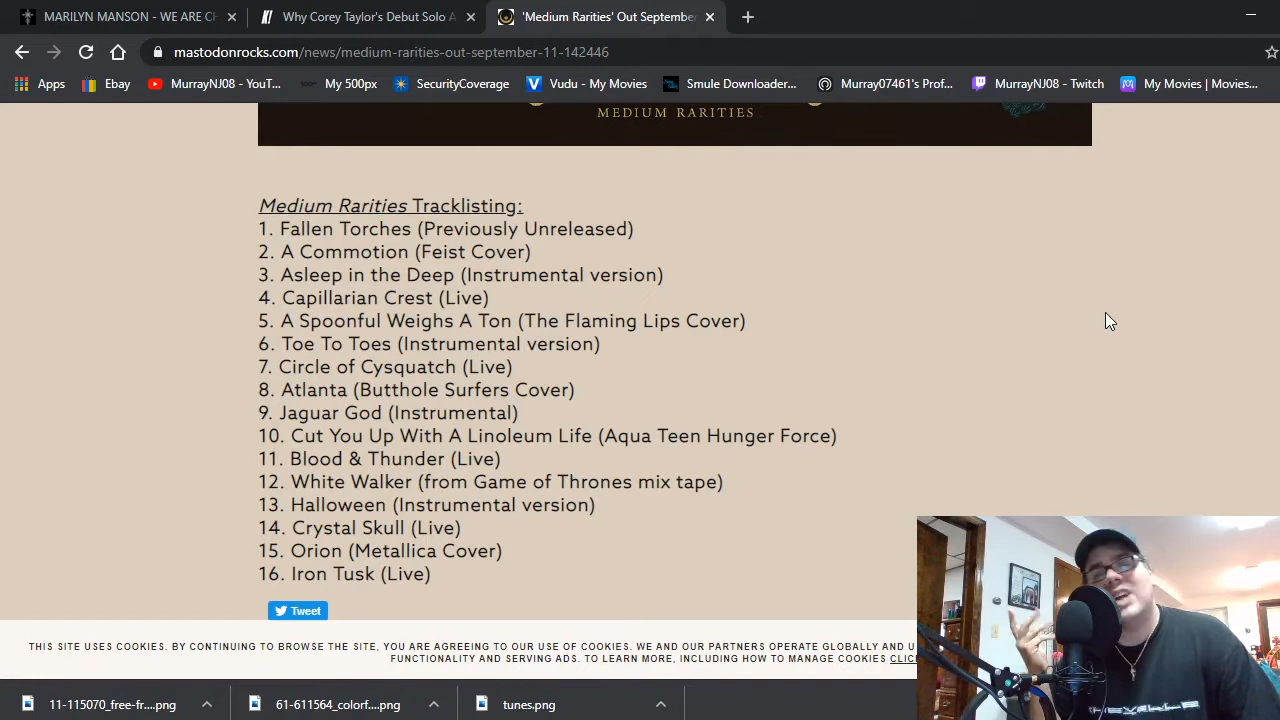 MARILYN MANSON - WE ARE CH
Why Corey Taylor's Debut Solo A
'Medium Rarities' Out September
mastodonrocks.com/news/medium-rarities-out-september-11-142446
Apps
Ebay
MurrayNJ08 - YouT...
My 500px
SecurityCoverage
Vudu - My Movies
Smule Downloader...
Murray07461's Prof...
MurrayNJ08 - Twitch
My Movies | Movies...
MEDIUM RARITIES
Medium Rarities Tracklisting:
1. Fallen Torches (Previously Unreleased)
2. A Commotion (Feist Cover)
3. Asleep in the Deep (Instrumental version)
4. Capillarian Crest (Live)
5. A Spoonful Weighs A Ton (The Flaming Lips Cover)
6. Toe To Toes (Instrumental version)
7. Circle of Cysquatch (Live)
8. Atlanta (Butthole Surfers Cover)
9. Jaguar God (Instrumental)
10. Cut You Up With A Linoleum Life (Aqua Teen Hunger Force)
11. Blood & Thunder (Live)
12. White Walker (from Game of Thrones mix tape)
13. Halloween (Instrumental version)
14. Crystal Skull (Live)
15. Orion (Metallica Cover)
16. Iron Tusk (Live)
Tweet
THIS SITE USES COOKIES. BY CONTINUING TO BROWSE THE SITE, YOU ARE AGREEING TO OUR USE OF COOKIES. WE AND OUR PARTNERS OPERATE GLOBALLY AND U
FUNCTIONALITY AND SERVING ADS. TO LEARN MORE, INCLUDING HOW TO MANAGE COOKIES CLIC
11-115070_free-fr....png
61-611564_colorf....png
tunes.png